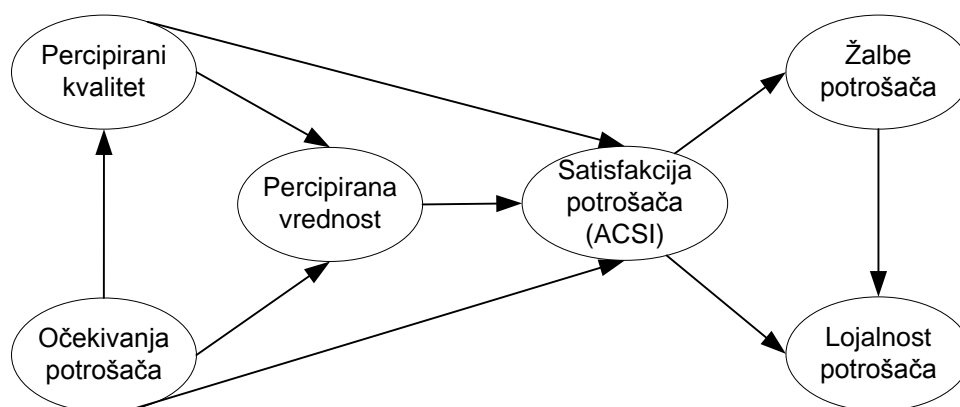 Percipirani
kvalitet
Žalbe
potrošača
Percipirana
vrednost
Satisfakcija
potrošača
(ACSI)
Očekivanja
potrošača
Lojalnost
potrošača